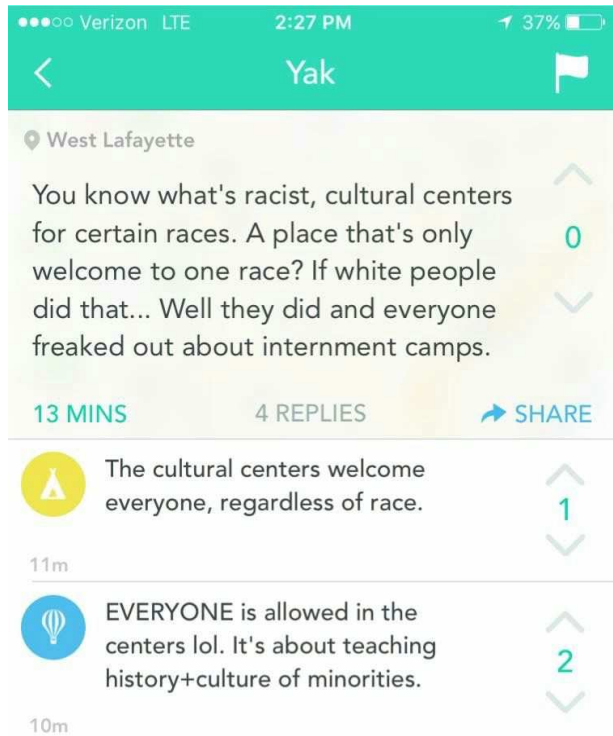 Verizon LTE 2:27 PM 37%
Yak
West Lafayette
You know what's racist, cultural centers
for certain races. A place that's only
welcome to one race? If white people
did that... Well they did and everyone
freaked out about internment camps.
0
13 MINS 4 REPLIES SHARE
The cultural centers welcome
everyone, regardless of race.
1
11m
EVERYONE is allowed in the
centers lol. It's about teaching
history+culture of minorities.
2
10m